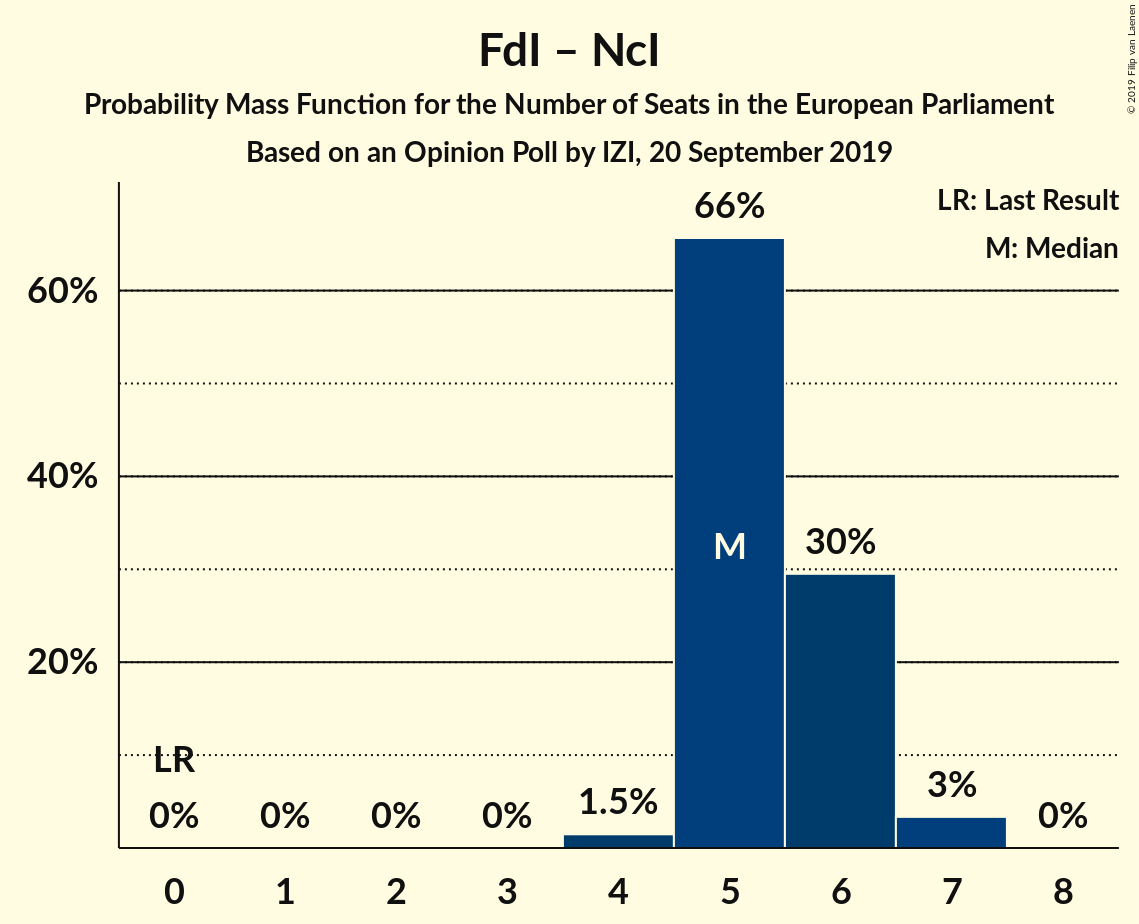 FdI – NcI
Probability Mass Function for the Number of Seats in the European Parliament
Based on an Opinion Poll by IZI, 20 September 2019
© 2019 Filip van Laenen
LR: Last Result
M: Median
66%
60%
40%
M
30%
20%
LR
0%
0%
0%
0%
1.5%
3%
0%
0 1 2 3 4 5 6 7 8